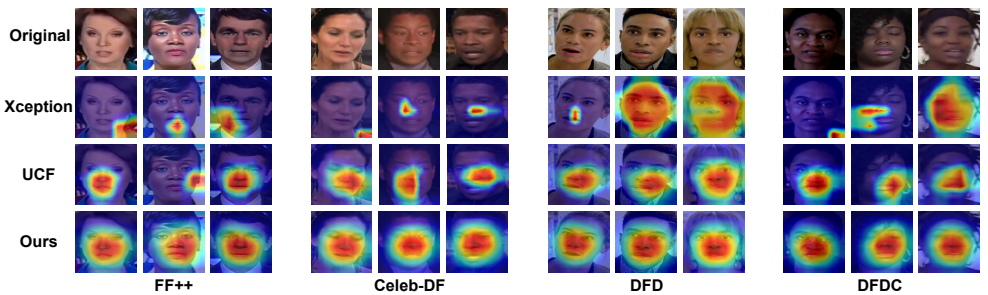 Original
Xception
UCF
Ours
FF++ Celeb-DF DFD DFDC